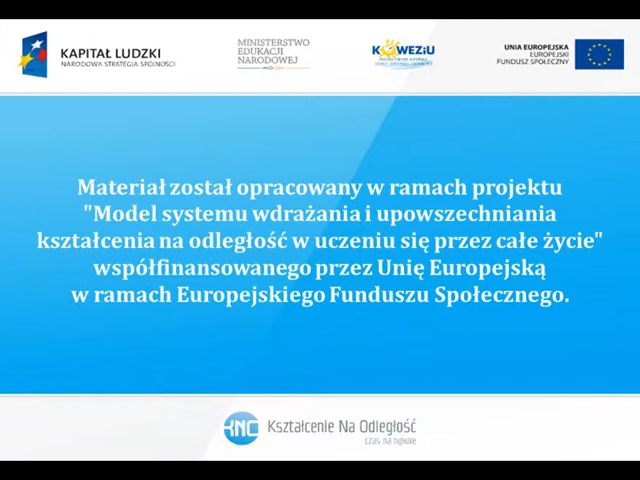 KAPITAŁ LUDZKI
NARODOWA STRATEGIA SPÓJNOŚCI
MINISTERSTWO
EDUKACJI
NARODOWEJ
KOWEZiU
UNIA EUROPEJSKA
EUROPEJSKI
FUNDUSZ SPOŁECZNY
Materiał został opracowany w ramach projektu
"Model systemu wdrażania i upowszechniania
kształcenia na odległość w uczeniu się przez całe życie"
współfinansowanego przez Unię Europejską
w ramach Europejskiego Funduszu Społecznego.
KNO Kształcenie Na Odległość
czas na naukę